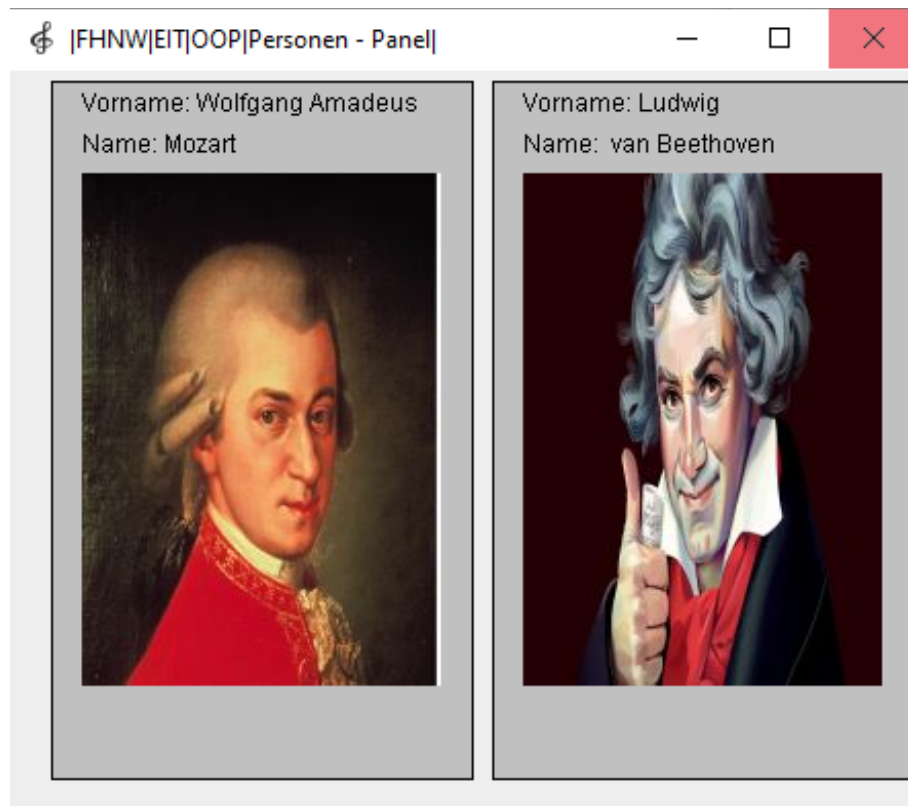 |FHNW|EIT|OOP|Personen - Panel|
Vorname: Wolfgang Amadeus
Name: Mozart
Vorname: Ludwig
Name:  van Beethoven